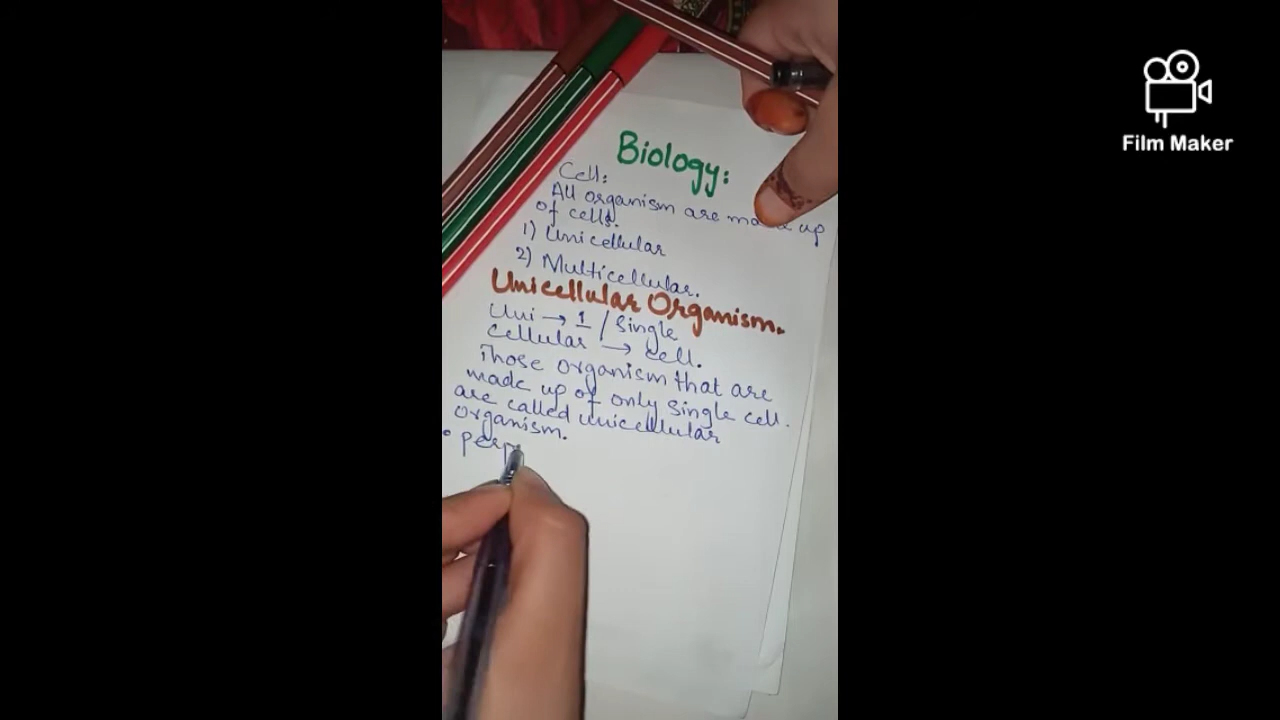 Biology:
Cell:
All organism are made up
of cells.
1) Unicellular
2) Multicellular.
Unicellular Organism.
Uni → 1 / Single
Cellular → cell.
Those organism that are
made up of only single cell.
are called unicellular
organism.
• perp
Film Maker